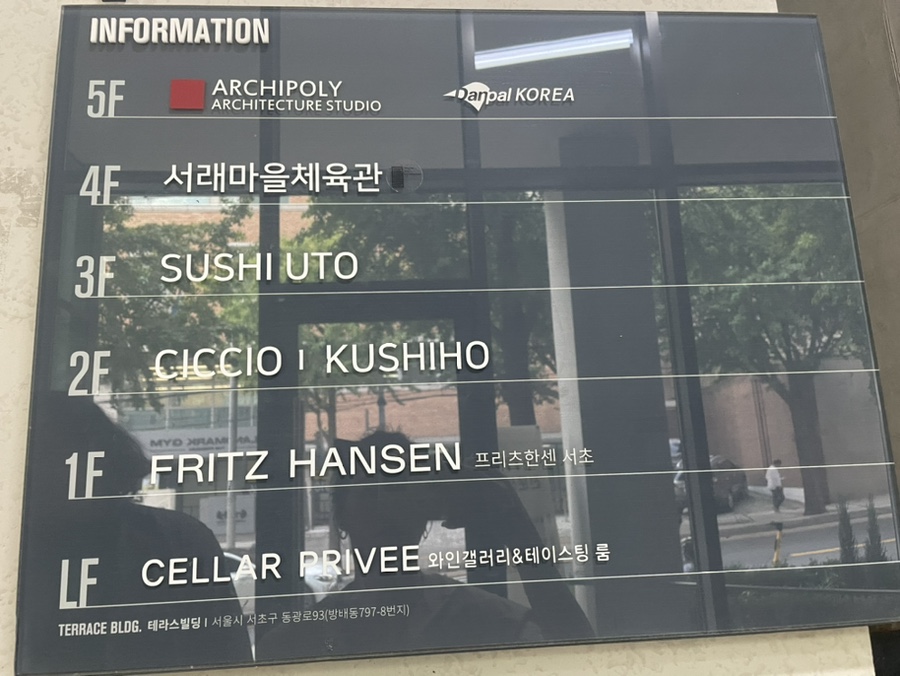 INFORMATION
5F ARCHIPOLY ARCHITECTURE STUDIO Danpal KOREA
4F 서래마을체육관
3F SUSHI UTO
2F CICCIO | KUSHIHO
1F FRITZ HANSEN 프리츠한센 서초
LF CELLAR PRIVEE 와인갤러리&테이스팅 룸
TERRACE BLDG. 테라스빌딩 | 서울시 서초구 동광로93(방배동797-8번지)
LANDMARK GYM